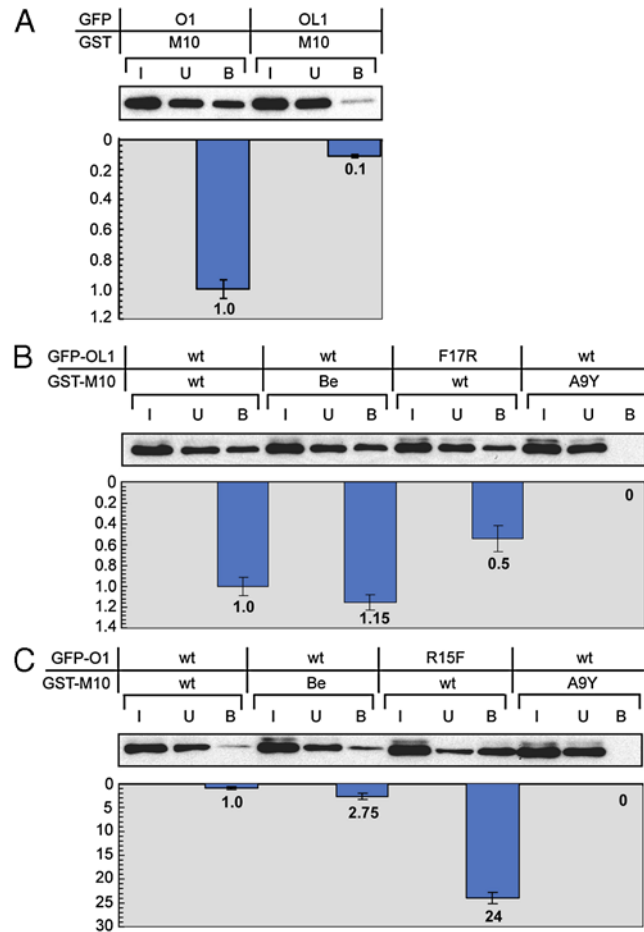 A
GFP O1 OL1
GST M10 M10
I U B I U B
0
0.2
0.4
0.6
0.8
1.0
1.2
1.0
0.1
B
GFP-OL1 wt wt F17R wt
GST-M10 wt Be wt A9Y
I U B I U B I U B I U B
0
0.2
0.4
0.6
0.8
1.0
1.2
1.4
1.0
1.15
0.5
0
C
GFP-O1 wt wt R15F wt
GST-M10 wt Be wt A9Y
I U B I U B I U B I U B
0
5
10
15
20
25
30
1.0
2.75
24
0